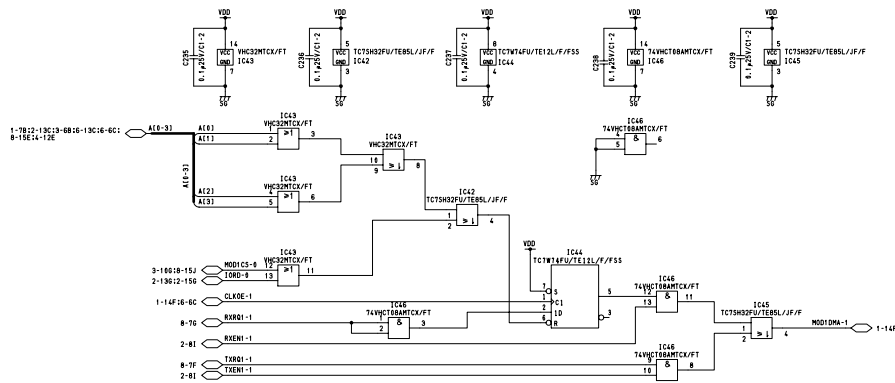 VDD VDD VDD VDD VDD
C235 0.1μ25V/C1-2 14 VCC GND 7 VHC32MTCX/FT IC43 SG
C236 0.1μ25V/C1-2 5 VCC GND 3 TC7SH32FU/TE85L/JF/F IC42 SG
C237 0.1μ25V/C1-2 8 VCC GND 4 TC7W74FU/TE12L/F/FSS IC44 SG
C238 0.1μ25V/C1-2 14 VCC GND 7 74VHCT08AMTCX/FT IC46 SG
C239 0.1μ25V/C1-2 5 VCC GND 3 TC7SH32FU/TE85L/JF/F IC45 SG
1-7B;2-13C;3-6B;6-13C;6-6C;
8-15E;4-12E
A[0-3]
A[0-3]
A[0] 1
A[1] 2
IC43
VHC32MTCX/FT
≥1 3
A[2] 4
A[3] 5
IC43
VHC32MTCX/FT
≥1 6
IC43
VHC32MTCX/FT
10 9 ≥1 8
IC46
74VHCT08AMTCX/FT
4 5 & 6
SG
IC42
TC7SH32FU/TE85L/JF/F
1 2 ≥1 4
IC43
VHC32MTCX/FT
3-10G;8-15J MOD1CS-0 12
2-13G;2-15G IORD-0 13
≥1 11
VDD
IC44
TC7W74FU/TE12L/F/FSS
7 S
1 C1
2 1D
6 R
5
3
1-14F;6-6C CLKOE-1
8-7G RXRQ1-1
IC46
74VHCT08AMTCX/FT
1 2 & 3
2-8I RXEN1-1
IC46
74VHCT08AMTCX/FT
12 13 & 11
8-7F TXRQ1-1 9
2-8I TXEN1-1 10
IC46
74VHCT08AMTCX/FT
& 8
IC45
TC7SH32FU/TE85L/JF/F
1 2 ≥1 4
MOD1DMA-1
1-14F